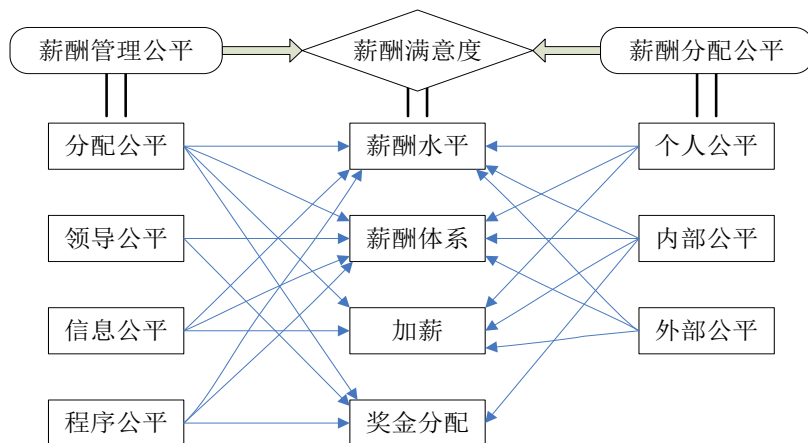 薪酬管理公平
薪酬满意度
薪酬分配公平
分配公平
薪酬水平
个人公平
领导公平
薪酬体系
内部公平
信息公平
加薪
外部公平
程序公平
奖金分配